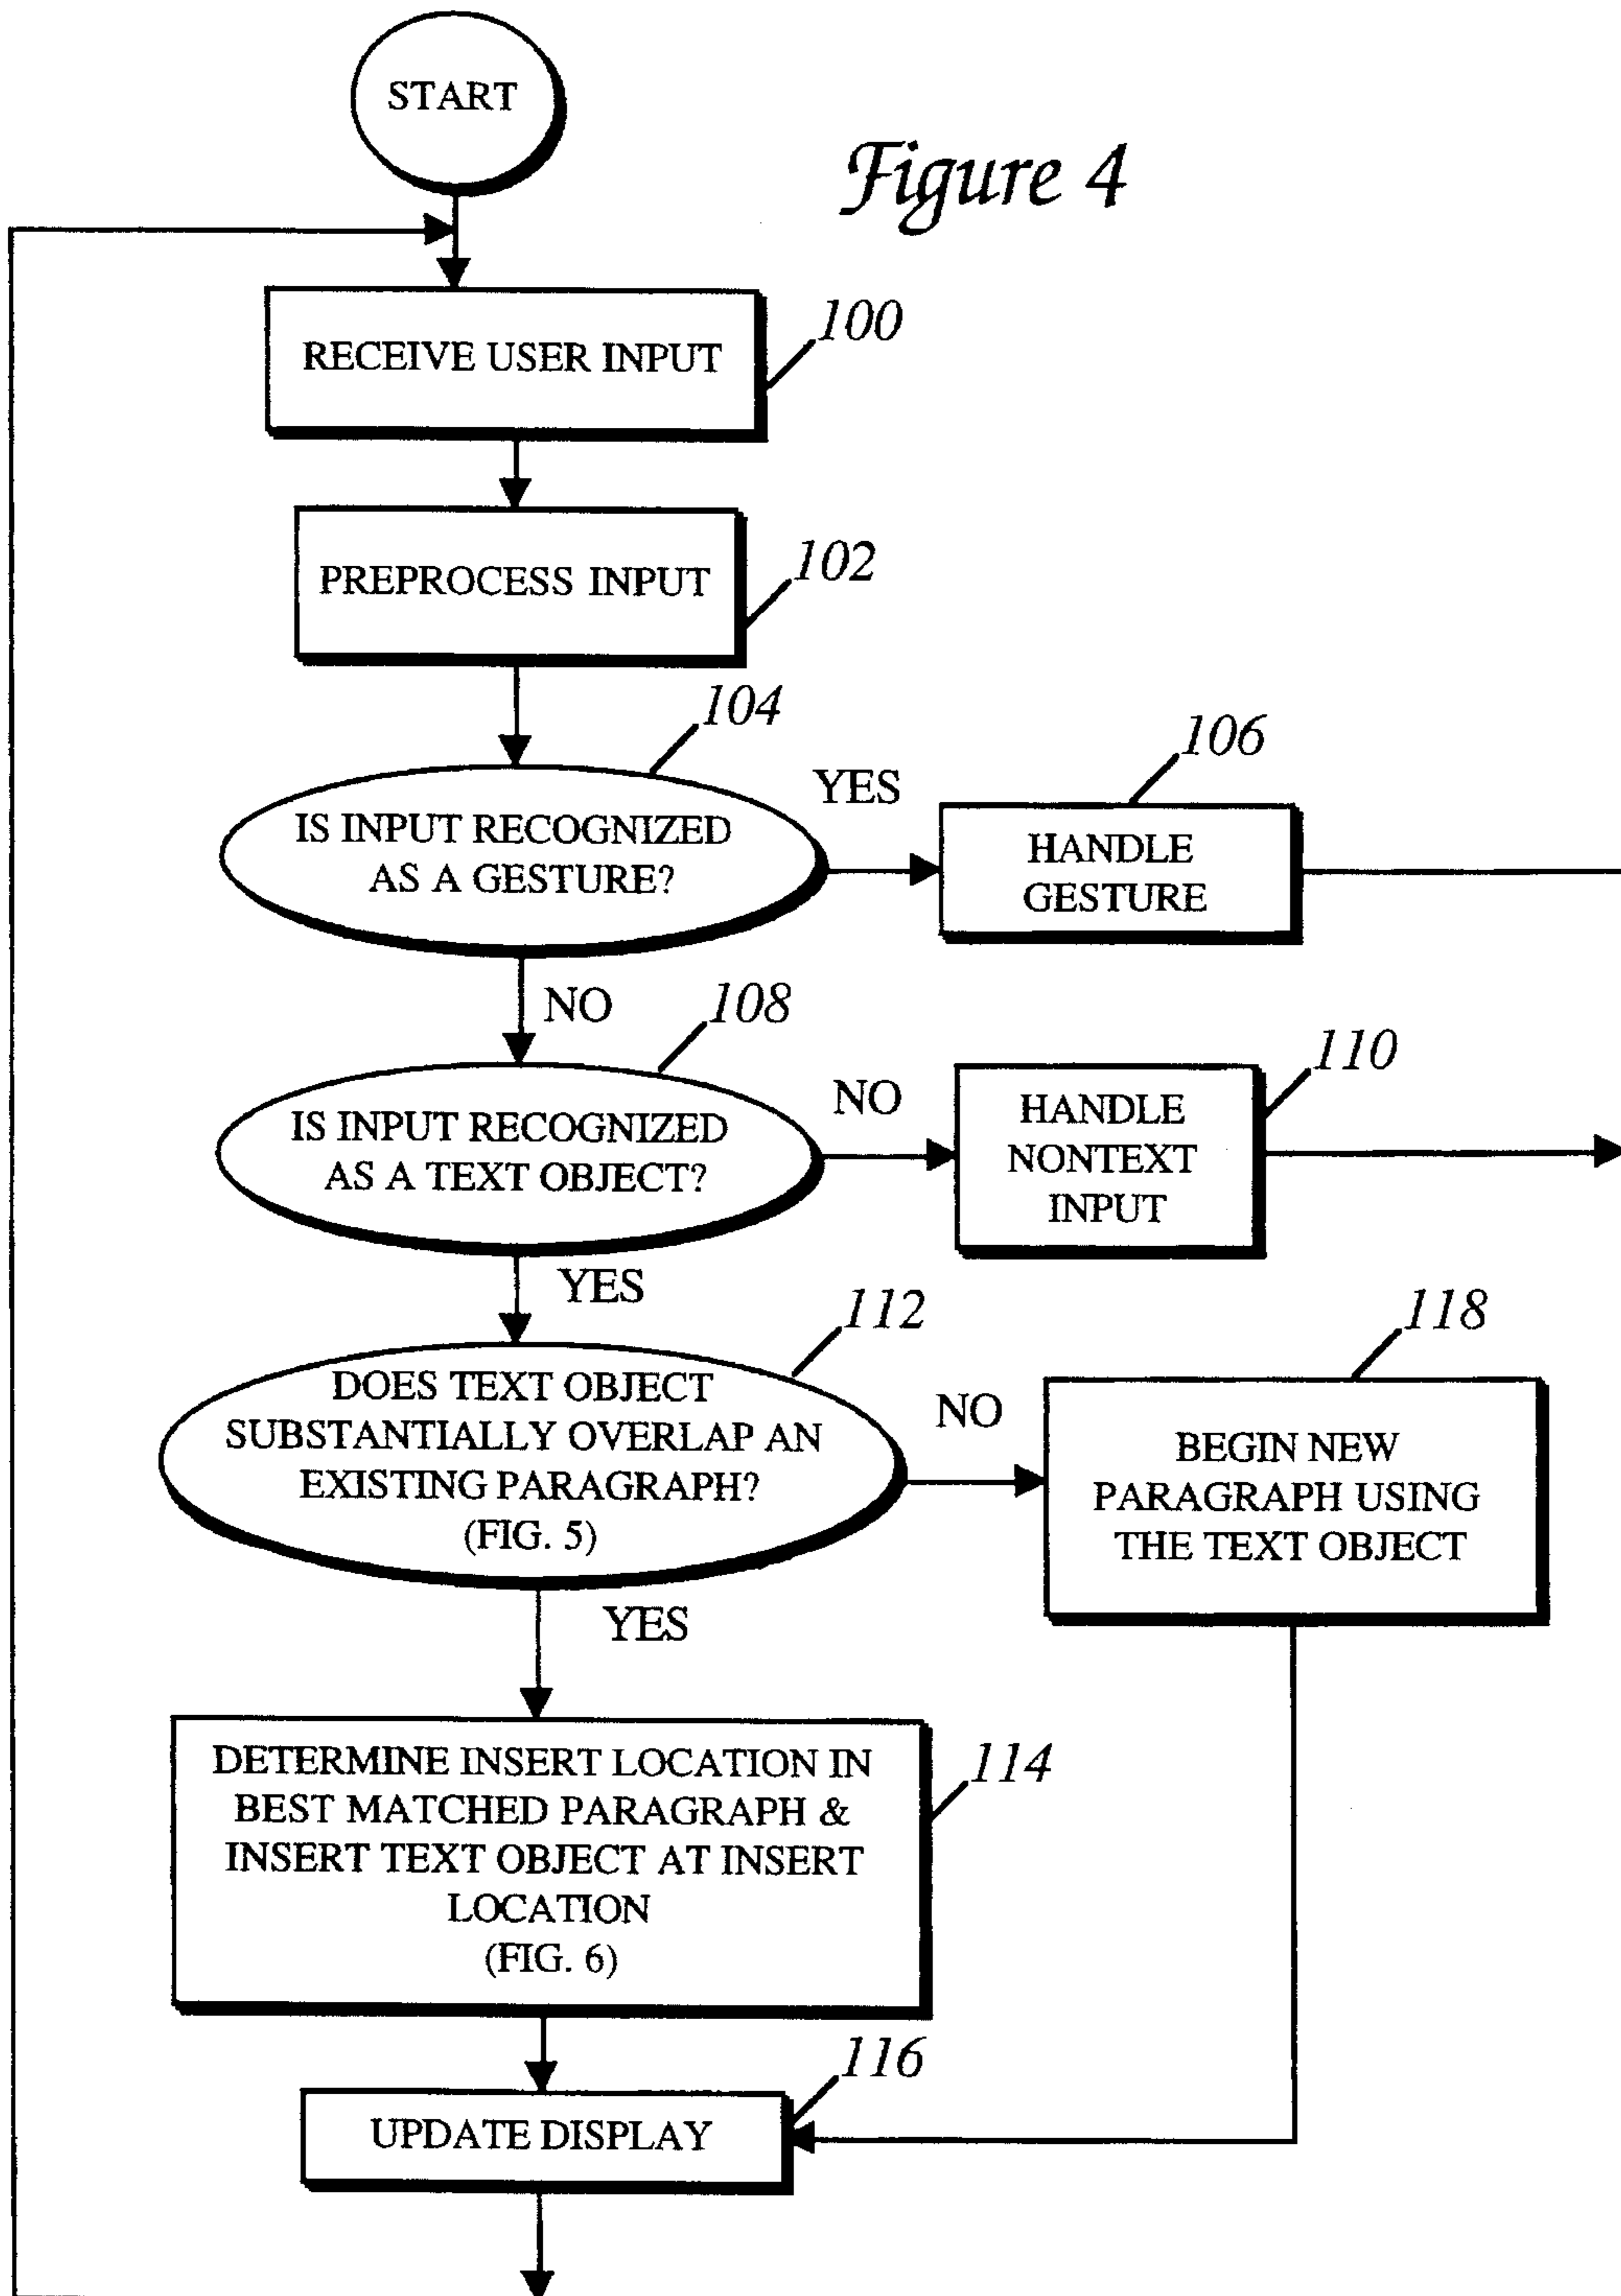 START
Figure 4
100
RECEIVE USER INPUT
102
PREPROCESS INPUT
104
106
YES
IS INPUT RECOGNIZED
AS A GESTURE?
HANDLE
GESTURE
NO
108
110
NO
IS INPUT RECOGNIZED
AS A TEXT OBJECT?
HANDLE
NONTEXT
INPUT
YES
112
118
DOES TEXT OBJECT
SUBSTANTIALLY OVERLAP AN
EXISTING PARAGRAPH?
(FIG. 5)
NO
BEGIN NEW
PARAGRAPH USING
THE TEXT OBJECT
YES
114
DETERMINE INSERT LOCATION IN
BEST MATCHED PARAGRAPH &
INSERT TEXT OBJECT AT INSERT
LOCATION
(FIG. 6)
116
UPDATE DISPLAY